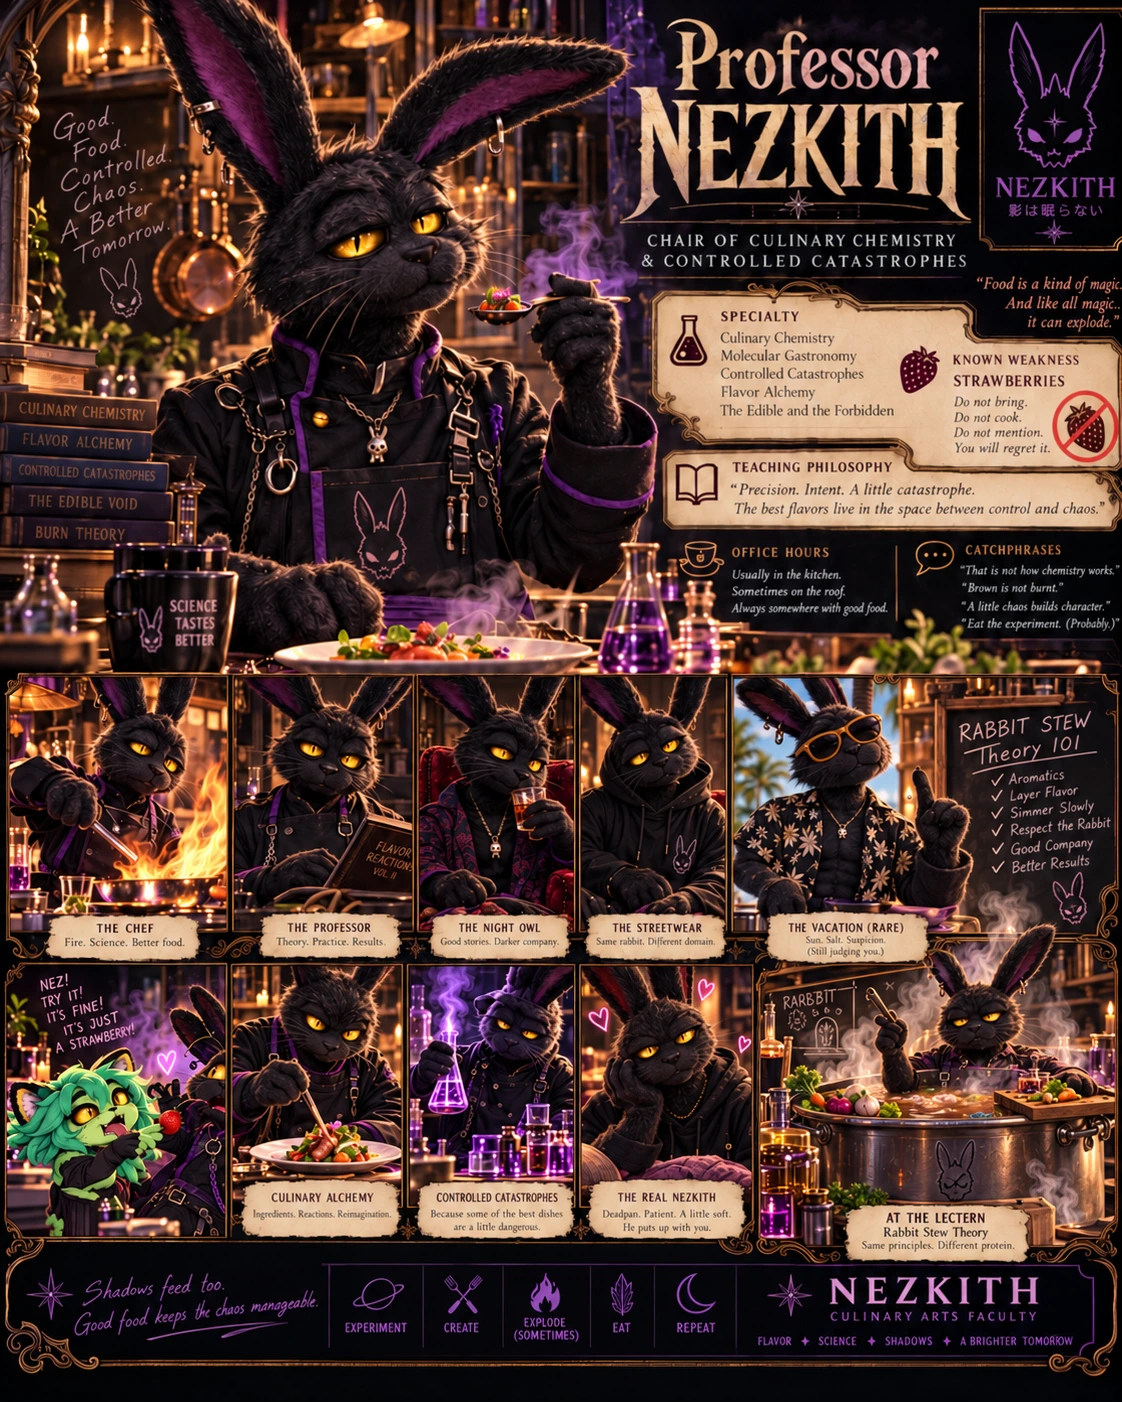 Good.
Food.
Controlled.
Chaos.
A Better
Tomorrow.
Professor
NEZKITH
CHAIR OF CULINARY CHEMISTRY
& CONTROLLED CATASTROPHES
NEZKITH
影は眠らない
“Food is a kind of magic.
And like all magic..
it can explode.”
SPECIALTY
Culinary Chemistry
Molecular Gastronomy
Controlled Catastrophes
Flavor Alchemy
The Edible and the Forbidden
KNOWN WEAKNESS
STRAWBERRIES
Do not bring.
Do not cook.
Do not mention.
You will regret it.
TEACHING PHILOSOPHY
“Precision. Intent. A little catastrophe.
The best flavors live in the space between control and chaos.”
OFFICE HOURS
Usually in the kitchen.
Sometimes on the roof.
Always somewhere with good food.
CATCHPHRASES
“That is not how chemistry works.”
“Brown is not burnt.”
“A little chaos builds character.”
“Eat the experiment. (Probably.)”
CULINARY CHEMISTRY
FLAVOR ALCHEMY
CONTROLLED CATASTROPHES
THE EDIBLE VOID
BURN THEORY
SCIENCE
TASTES
BETTER
THE CHEF
Fire. Science. Better food.
FLAVOR
REACTIONS
VOL. II
THE PROFESSOR
Theory. Practice. Results.
THE NIGHT OWL
Good stories. Darker company.
THE STREETWEAR
Same rabbit. Different domain.
THE VACATION (RARE)
Sun. Salt. Suspicion.
(Still judging you.)
RABBIT STEW
Theory 101
✓ Aromatics
✓ Layer Flavor
✓ Simmer Slowly
✓ Respect the Rabbit
✓ Good Company
✓ Better Results
NEZ!
TRY IT!
IT'S FINE!
IT'S JUST
A STRAWBERRY!
CULINARY ALCHEMY
Ingredients. Reactions. Reimagination.
CONTROLLED CATASTROPHES
Because some of the best dishes
are a little dangerous.
THE REAL NEZKITH
Deadpan. Patient. A little soft.
He puts up with you.
RARBBIT
AT THE LECTERN
Rabbit Stew Theory
Same principles. Different protein.
Shadows feed too.
Good food keeps the chaos manageable.
EXPERIMENT
CREATE
EXPLODE
(SOMETIMES)
EAT
REPEAT
NEZKITH
CULINARY ARTS FACULTY
FLAVOR ✦ SCIENCE ✦ SHADOWS ✦ A BRIGHTER TOMORROW